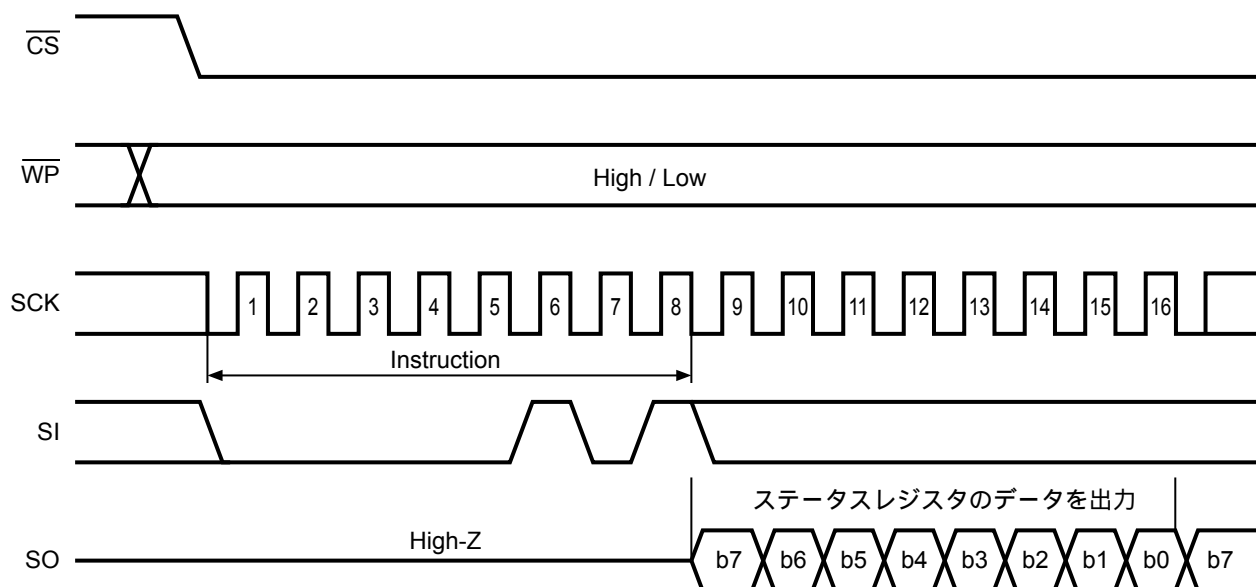 CS
WP
High / Low
SCK
1 2 3 4 5 6 7 8 9 10 11 12 13 14 15 16
Instruction
SI
ステータスレジスタのデータを出力
SO
High-Z
b7 b6 b5 b4 b3 b2 b1 b0 b7